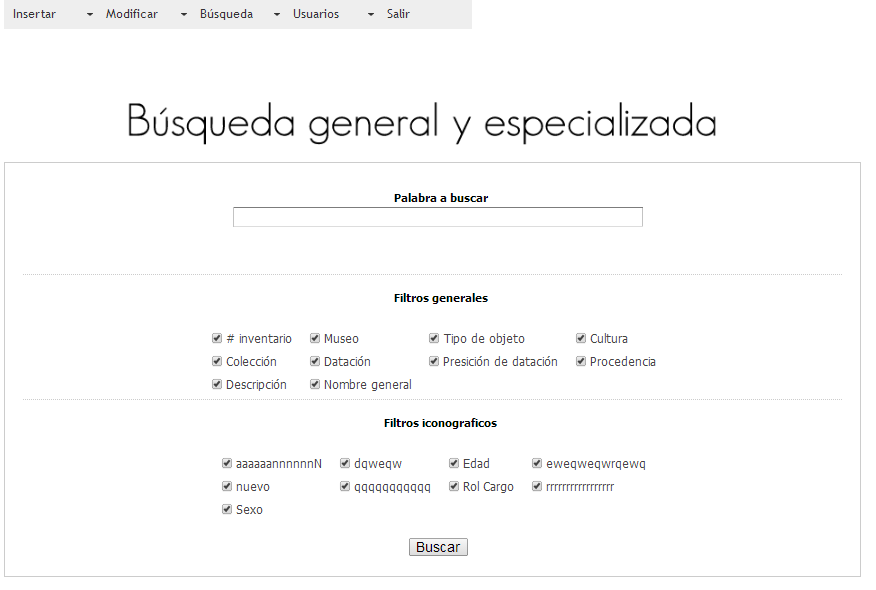 Insertar Modificar Búsqueda Usuarios Salir
Búsqueda general y especializada
Palabra a buscar
Filtros generales
# inventario Museo Tipo de objeto Cultura
Colección Datación Presición de datación Procedencia
Descripción Nombre general
Filtros iconograficos
aaaaaannnnnnN dqweqw Edad eweqweqwrqewq
nuevo qqqqqqqqqqq Rol Cargo rrrrrrrrrrrrrrrrr
Sexo
Buscar